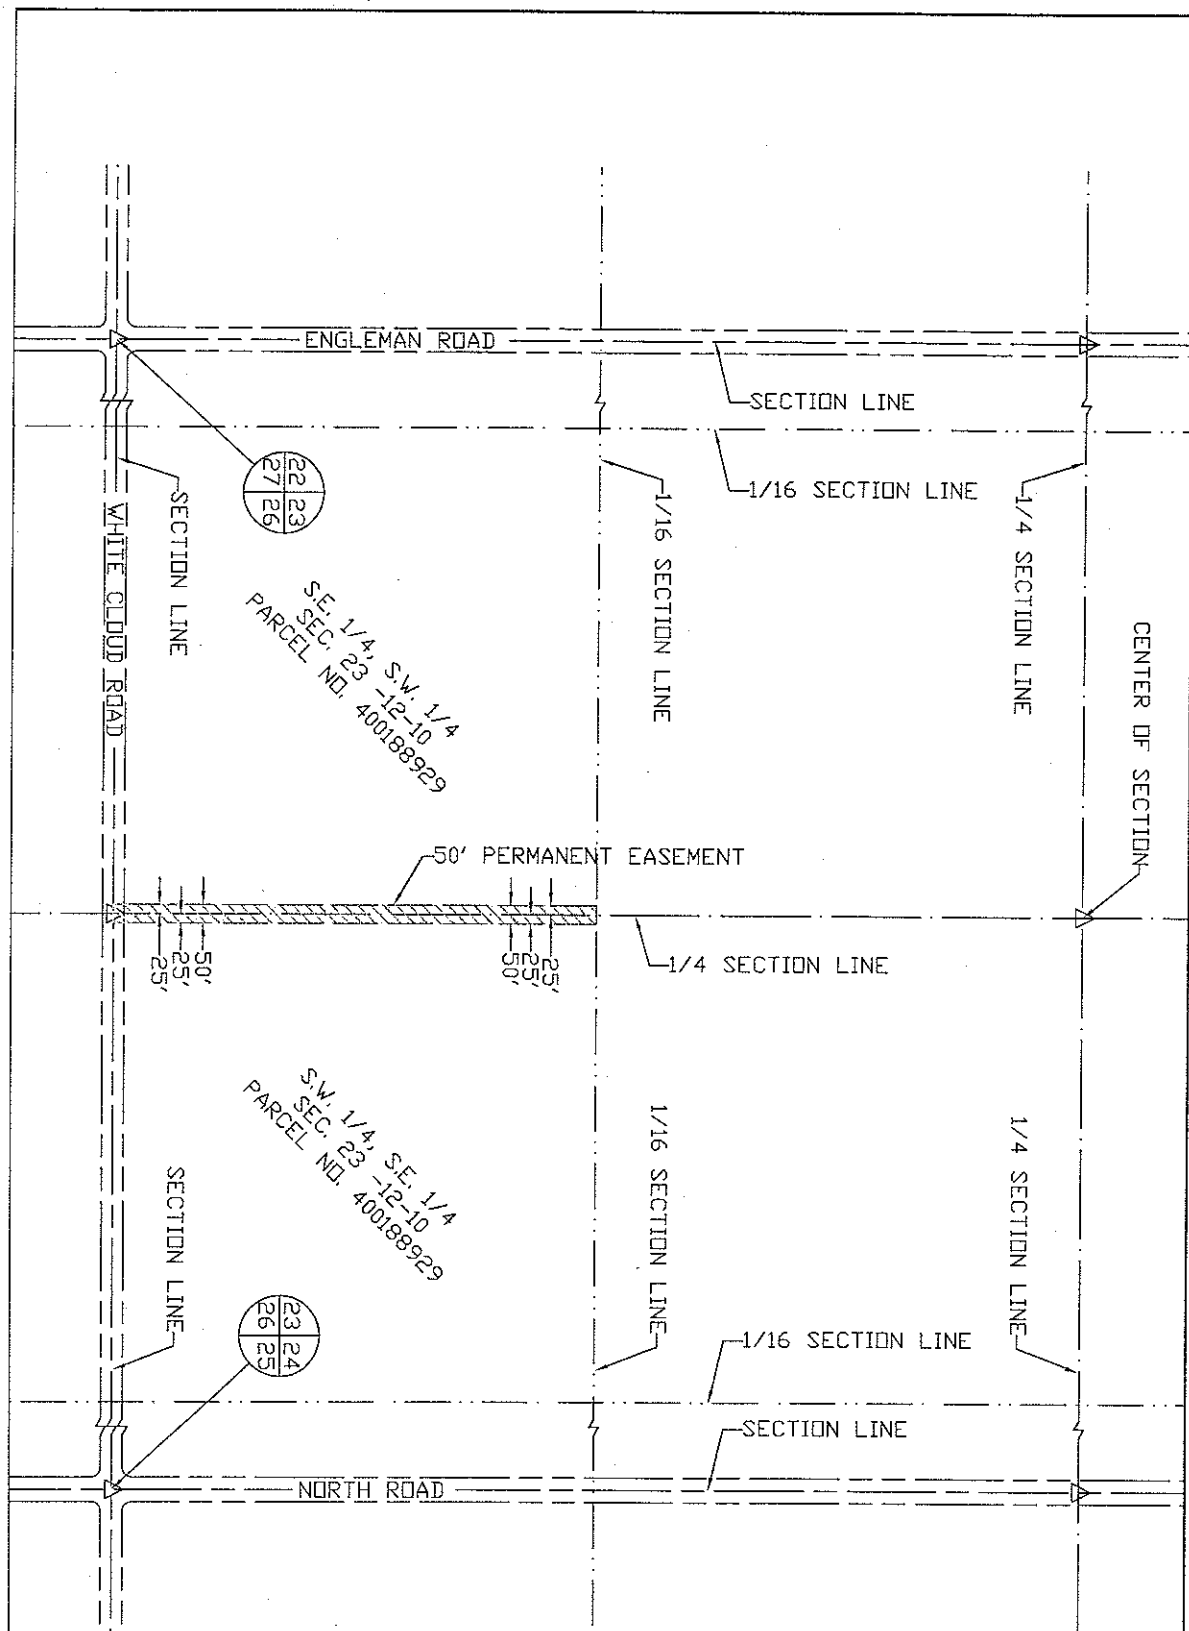 ENGLEMAN ROAD
SECTION LINE
1/16 SECTION LINE
22 23
27 26
SECTION LINE
WHITE CLOUD ROAD
1/16 SECTION LINE
1/4 SECTION LINE
CENTER OF SECTION
S.E. 1/4, S.W. 1/4
SEC. 23 -12-10
PARCEL NO. 400188929
50' PERMANENT EASEMENT
50'
25'
25'
25'
25'
50'
1/4 SECTION LINE
S.W. 1/4, S.E. 1/4
SEC. 23 -12-10
PARCEL NO. 400188929
SECTION LINE
1/16 SECTION LINE
1/4 SECTION LINE
23 24
26 25
1/16 SECTION LINE
SECTION LINE
NORTH ROAD